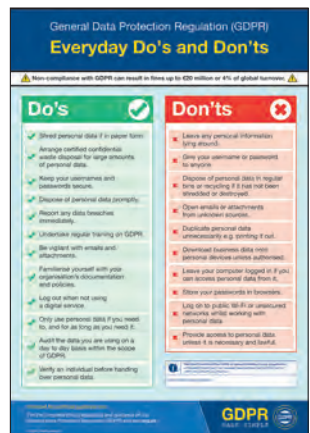 General Data Protection Regulation (GDPR)
Everyday Do's and Don'ts
Non-compliance with GDPR can result in fines up to €20 million or 4% of global turnover.
Do's
Shred personal data if in paper form.
Arrange certified confidential
waste disposal for large amounts
of personal data.
Keep your usernames and
passwords secure.
Dispose of personal data promptly.
Report any data breaches
immediately.
Undertake regular training on GDPR.
Be vigilant with emails and
attachments.
Familiarise yourself with your
organisation's documentation
and policies.
Log out when not using
a digital service.
Only use personal data if you need
to, and for as long as you need it.
Audit the data you are using on a
day to day basis within the scope
of GDPR.
Verify an individual before handing
over personal data.
Don'ts
Leave any personal information
lying around.
Give your username or password
to anyone.
Dispose of personal data in regular
bins or recycling if it has not been
shredded or destroyed.
Open emails or attachments
from unknown sources.
Duplicate personal data
unnecessarily e.g. printing it out.
Download business data onto
personal devices unless authorised.
Leave your computer logged in if you
can access personal data from it.
Store your passwords in browsers.
Log on to public Wi-Fi or unsecured
networks whilst working with
personal data.
Provide access to personal data
unless it is necessary and lawful.
GDPR
MADE SIMPLE